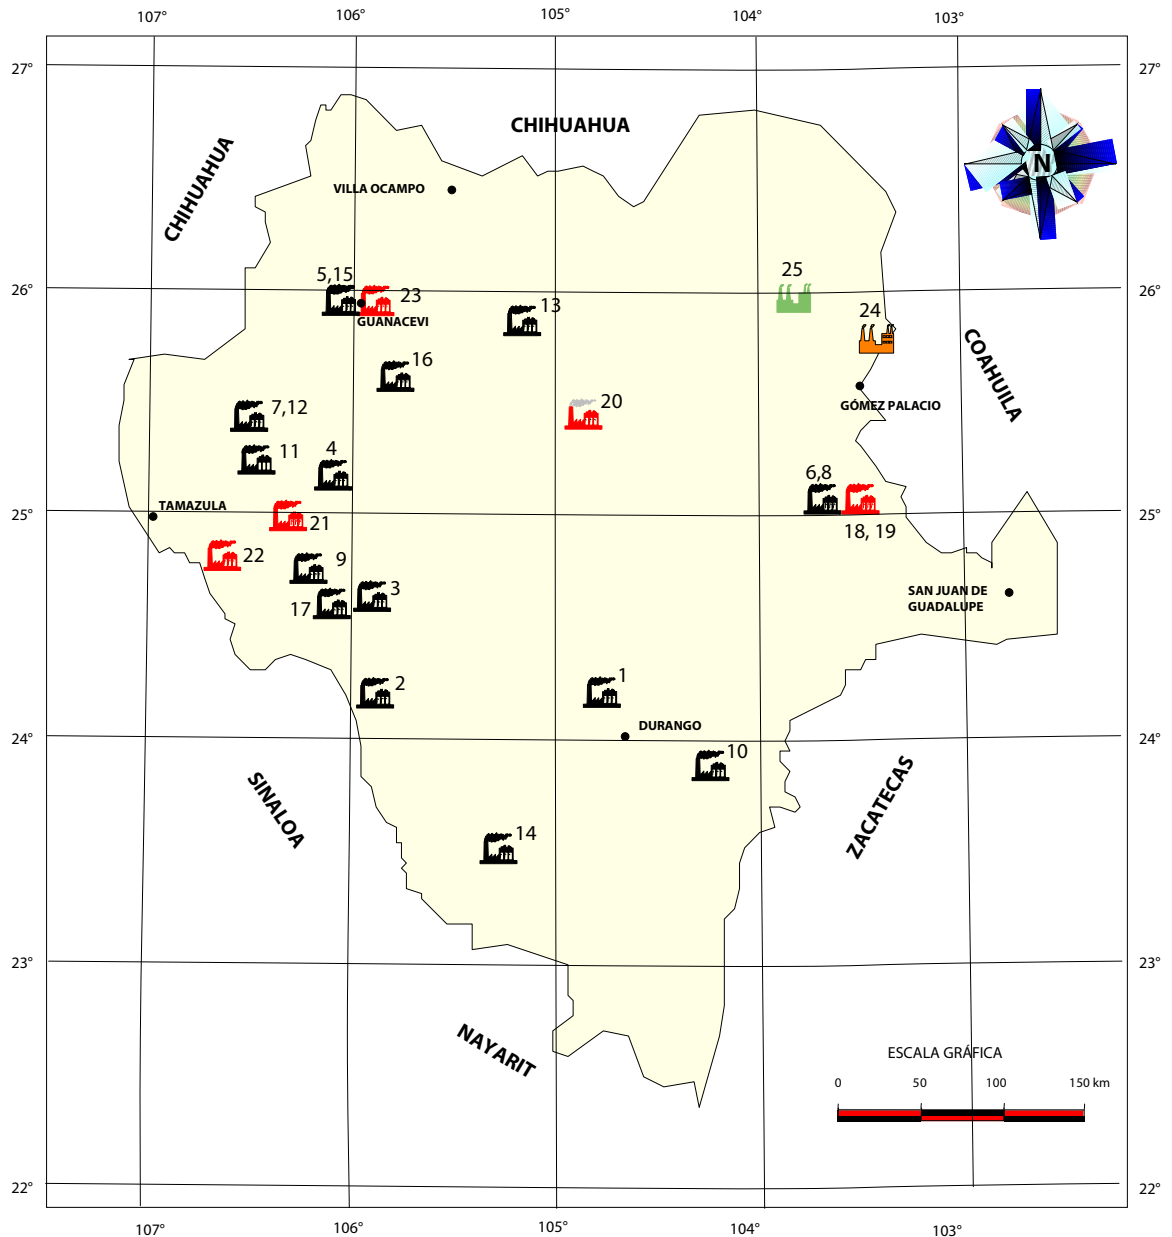 107°
106°
105°
104°
103°
27°
27°
CHIHUAHUA
CHIHUAHUA
N
VILLA OCAMPO
5,15
25
26°
26°
23
13
24
GUANACEVI
COAHUILA
16
7,12
20
GÓMEZ PALACIO
11
4
6,8
TAMAZULA
25°
25°
21
18, 19
22
9
3
SAN JUAN DE
GUADALUPE
17
2
1
DURANGO
24°
24°
10
SINALOA
ZACATECAS
14
23°
23°
NAYARIT
ESCALA GRÁFICA
0
50
100
150 km
22°
22°
107°
106°
105°
104°
103°